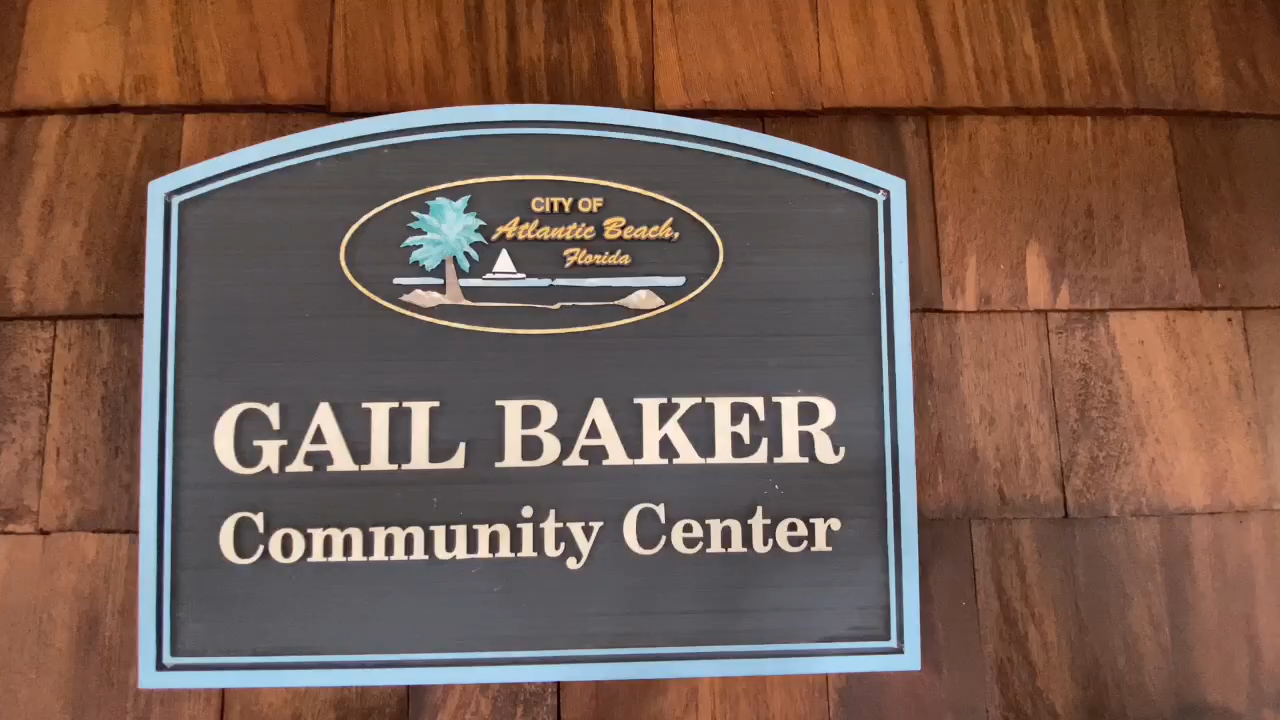 CITY OF
Atlantic Beach,
Florida
GAIL BAKER
Community Center